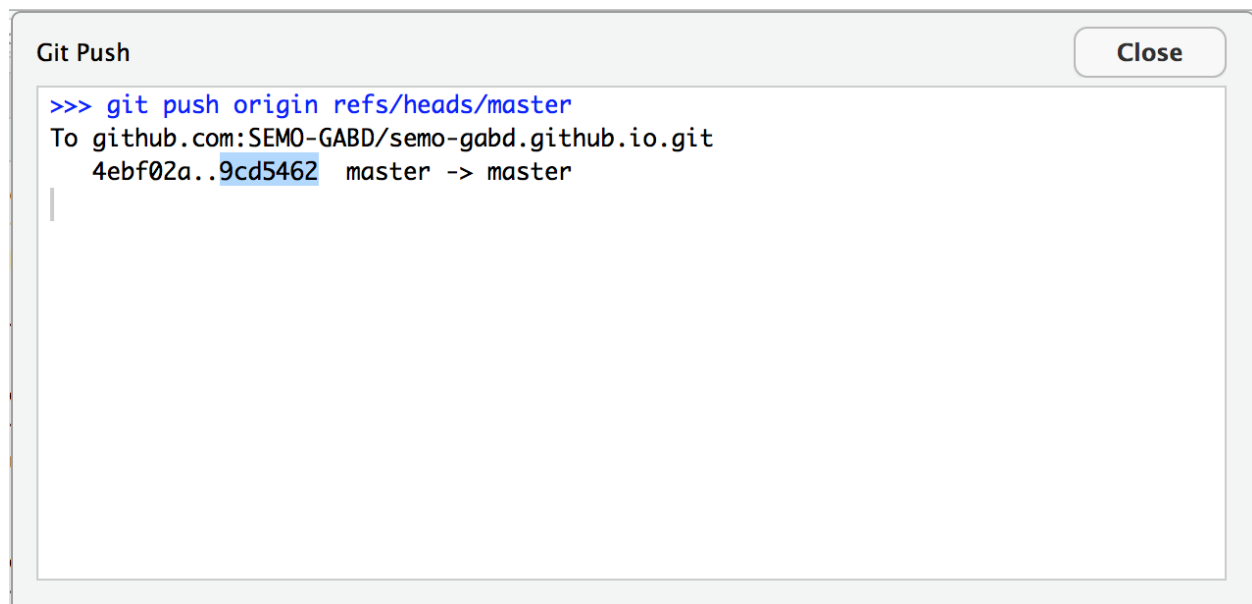 Git Push
Close
>>> git push origin refs/heads/master
To github.com:SEMO-GABD/semo-gabd.github.io.git
4ebf02a..9cd5462  master -> master